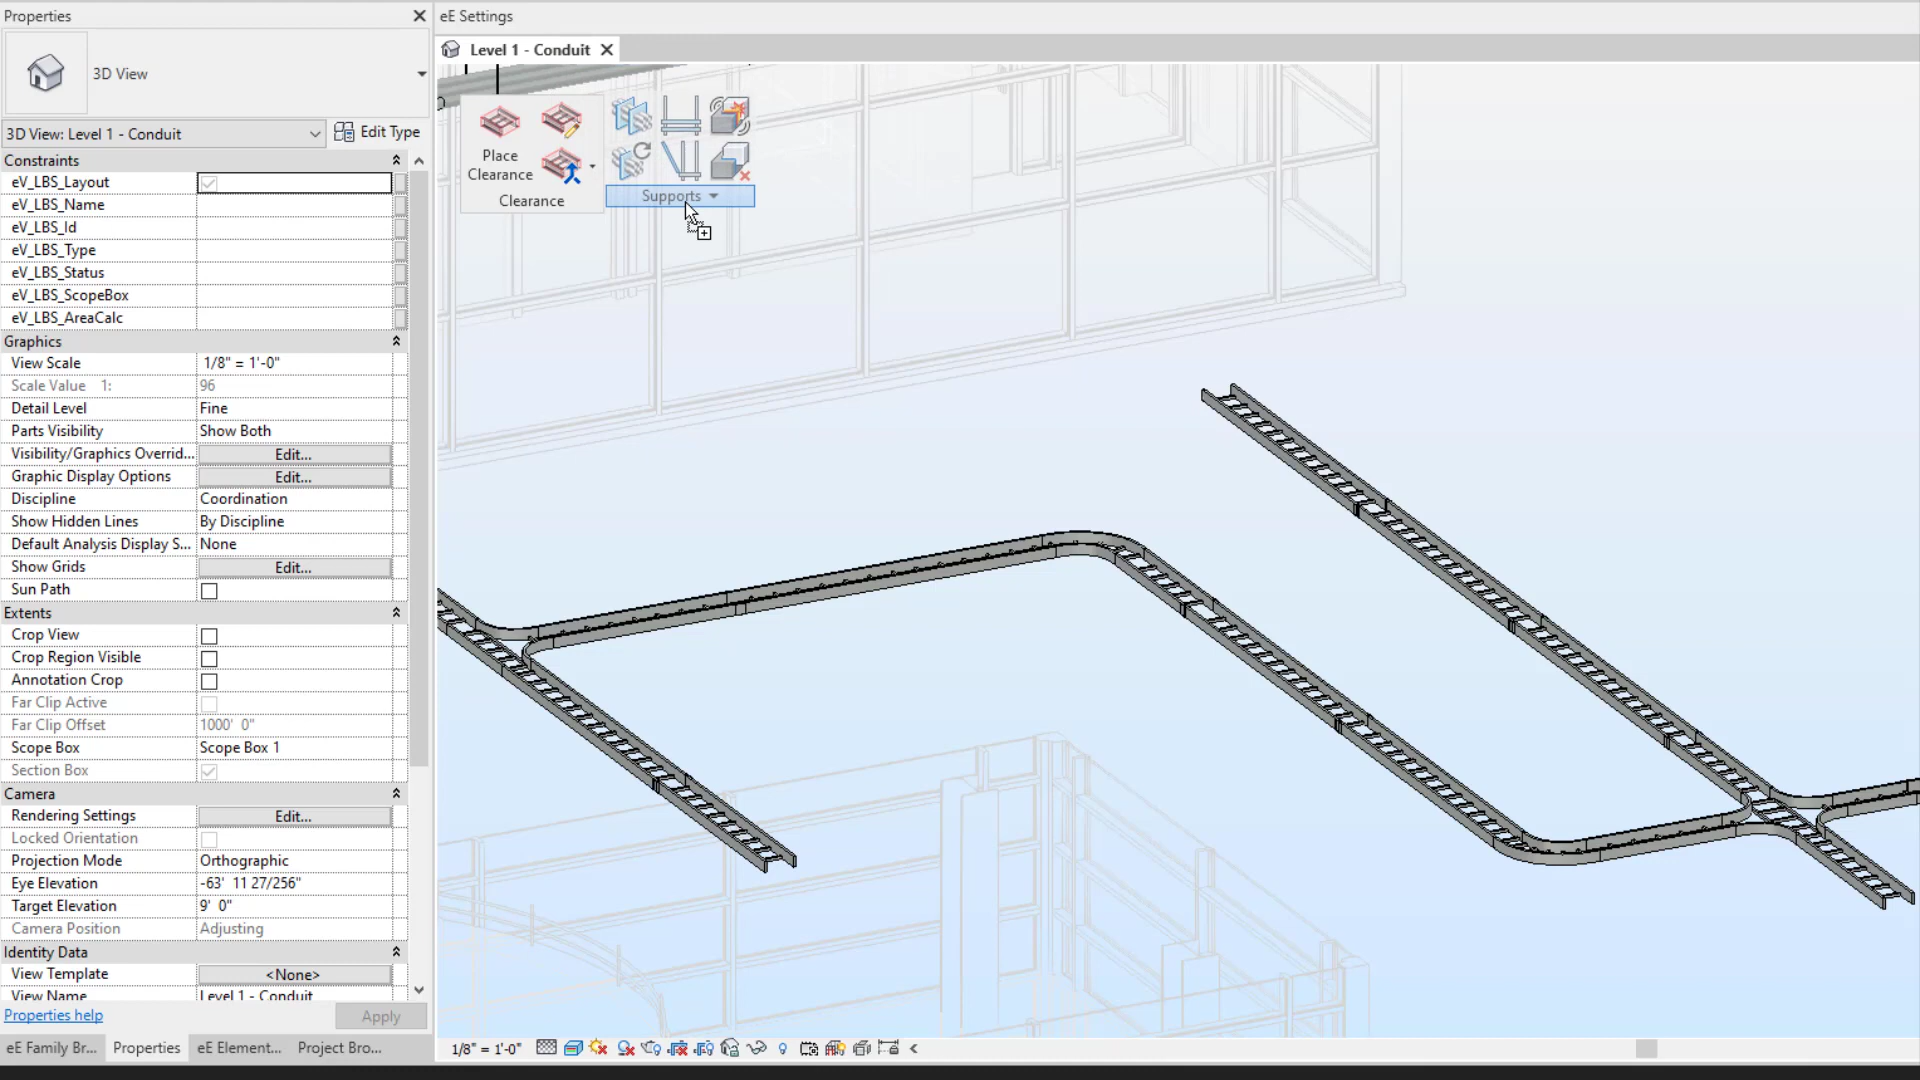 Properties
eE Settings
Level 1 - Conduit
3D View
3D View: Level 1 - Conduit
Edit Type
Constraints
eV_LBS_Layout
eV_LBS_Name
eV_LBS_Id
eV_LBS_Type
eV_LBS_Status
eV_LBS_ScopeBox
eV_LBS_AreaCalc
Graphics
View Scale 1/8" = 1'-0"
Scale Value 1: 96
Detail Level Fine
Parts Visibility Show Both
Visibility/Graphics Overrid... Edit...
Graphic Display Options Edit...
Discipline Coordination
Show Hidden Lines By Discipline
Default Analysis Display S... None
Show Grids Edit...
Sun Path
Extents
Crop View
Crop Region Visible
Annotation Crop
Far Clip Active
Far Clip Offset 1000' 0"
Scope Box Scope Box 1
Section Box
Camera
Rendering Settings Edit...
Locked Orientation
Projection Mode Orthographic
Eye Elevation -63' 11 27/256"
Target Elevation 9' 0"
Camera Position Adjusting
Identity Data
View Template <None>
View Name Level 1 - Conduit
Properties help
Apply
eE Family Br...
Properties
eE Element...
Project Bro...
Place
Clearance
Clearance
Supports
1/8" = 1'-0"